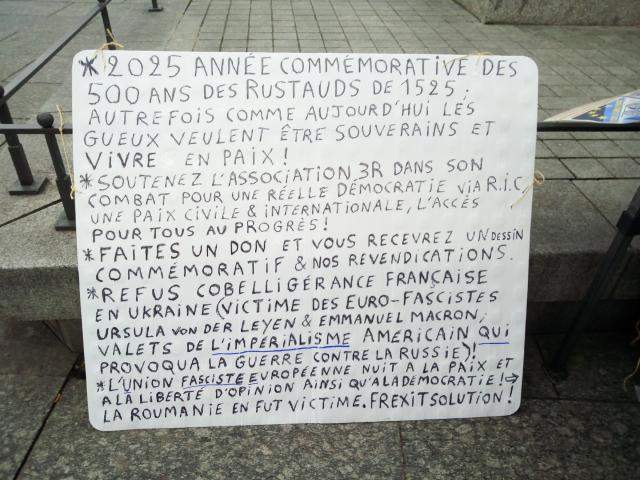 *2025 ANNÉE COMMÉMORATIVE DES
500 ANS DES RUSTAUDS DE 1525;
AUTREFOIS COMME AUJOURD'HUI LES
GUEUX VEULENT ÊTRE SOUVERAINS ET
VIVRE EN PAIX!
*SOUTENEZ L'ASSOCIATION 3R DANS SON
COMBAT POUR UNE RÉELLE DÉMOCRATIE VIA R.I.C,
UNE PAIX CIVILE & INTERNATIONALE, L'ACCÈS
POUR TOUS AU PROGRÈS!
*FAITES UN DON ET VOUS RECEVREZ UN DESSIN
COMMÉMORATIF & NOS REVENDICATIONS.
*REFUS COBELLIGÉRANCE FRANÇAISE
EN UKRAINE (VICTIME DES EURO-FASCISTES
URSULA VON DER LEYEN & EMMANUEL MACRON,
VALETS DE L'IMPÉRIALISME AMÉRICAIN QUI
PROVOQUA LA GUERRE CONTRE LA RUSSIE)!
*L'UNION FASCISTE EUROPÉENNE NUIT A LA PAIX ET
A LA LIBERTÉ D'OPINION AINSI QU'A LA DÉMOCRATIE!⇒
LA ROUMANIE EN FUT VICTIME. FREXIT SOLUTION!